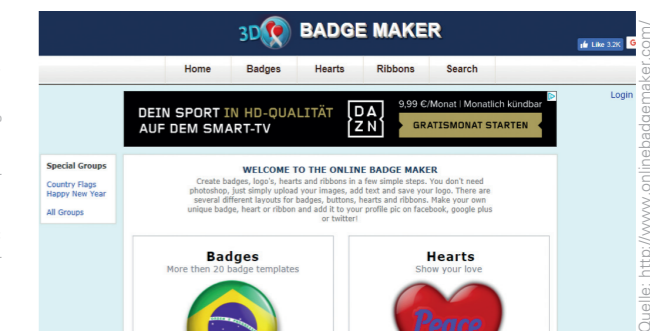 3D BADGE MAKER
Like 3.2K G
Home Badges Hearts Ribbons Search
Login
DEIN SPORT IN HD-QUALITÄT
AUF DEM SMART-TV
DA
ZN
9,99 €/Monat | Monatlich kündbar
GRATISMONAT STARTEN
Special Groups
Country Flags
Happy New Year
All Groups
WELCOME TO THE ONLINE BADGE MAKER
Create badges, logo's, hearts and ribbons in a few simple steps. You don't need
photoshop, just simply upload your images, add text and save your logo. There are
several different layouts for badges, buttons, hearts and ribbons. Make your own
unique badge, heart or ribbon and add it to your profile pic on facebook, google plus
or twitter!
Badges
More then 20 badge templates
Hearts
Show your love
Peace
Quelle: http://www.onlinebadgemaker.com/